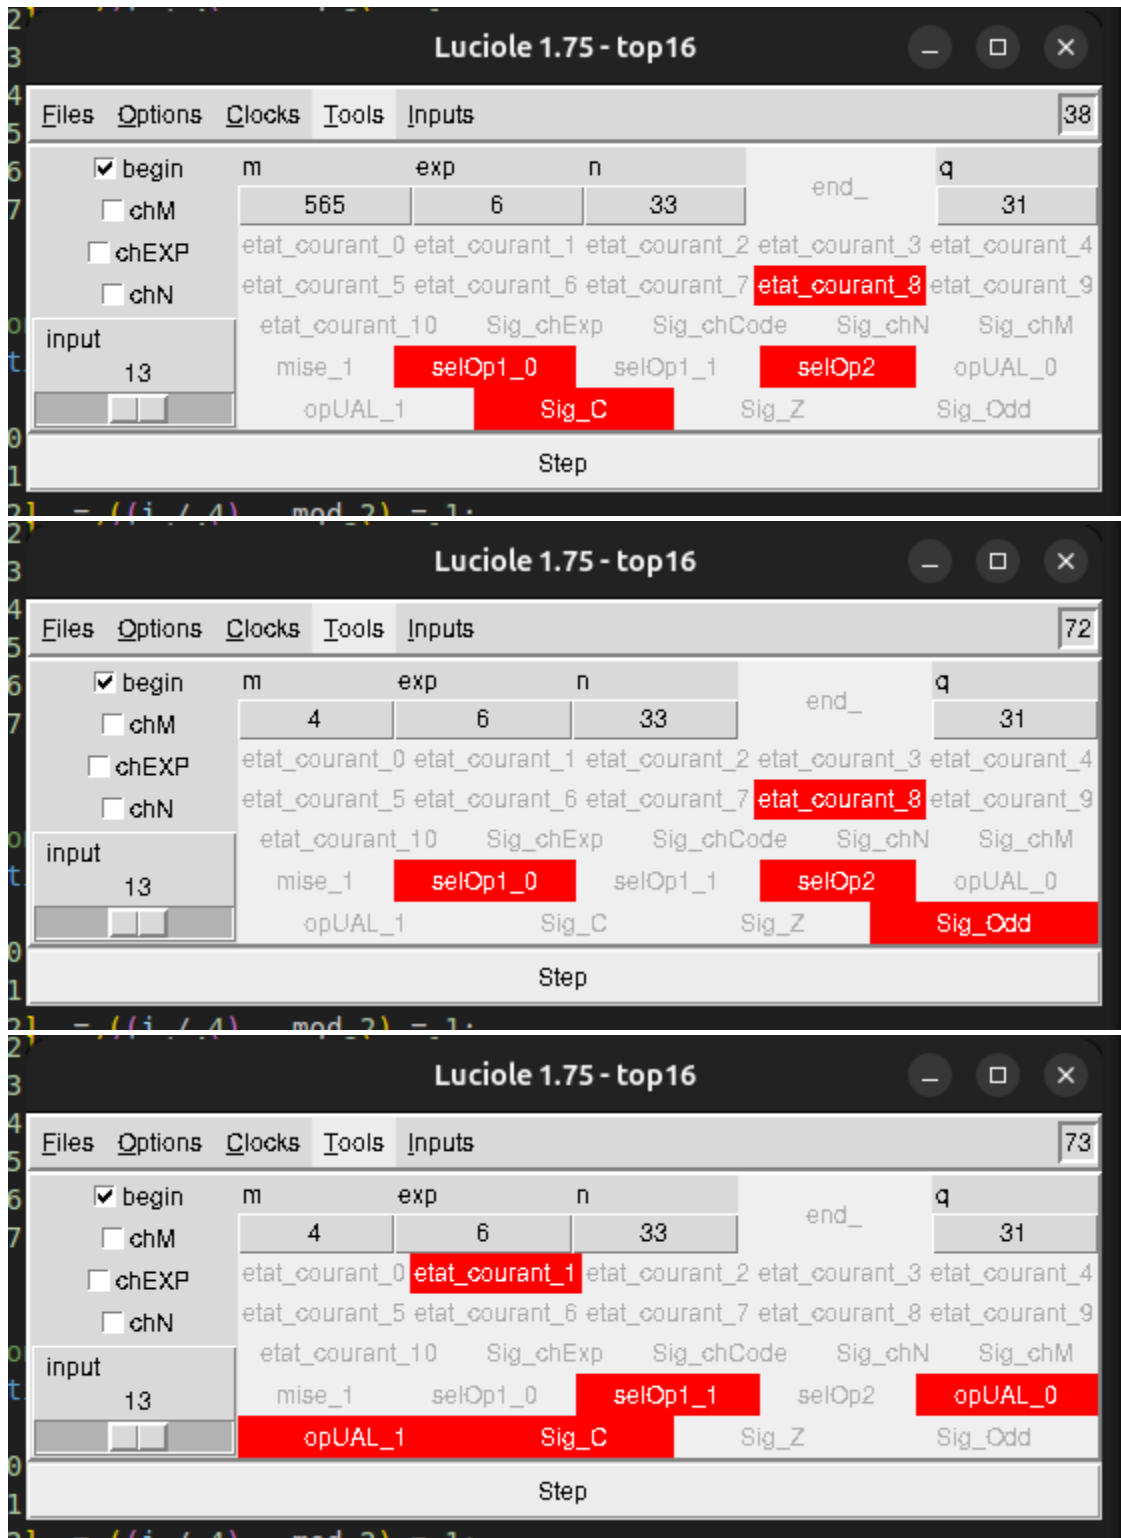 Luciole 1.75 - top16
Files Options Clocks Tools Inputs 38
begin m exp n end_ q
chM 565 6 33 31
chEXP etat_courant_0 etat_courant_1 etat_courant_2 etat_courant_3 etat_courant_4
chN etat_courant_5 etat_courant_6 etat_courant_7 etat_courant_8 etat_courant_9
input etat_courant_10 Sig_chExp Sig_chCode Sig_chN Sig_chM
13 mise_1 selOp1_0 selOp1_1 selOp2 opUAL_0
opUAL_1 Sig_C Sig_Z Sig_Odd
Step
Luciole 1.75 - top16
Files Options Clocks Tools Inputs 72
begin m exp n end_ q
chM 4 6 33 31
chEXP etat_courant_0 etat_courant_1 etat_courant_2 etat_courant_3 etat_courant_4
chN etat_courant_5 etat_courant_6 etat_courant_7 etat_courant_8 etat_courant_9
input etat_courant_10 Sig_chExp Sig_chCode Sig_chN Sig_chM
13 mise_1 selOp1_0 selOp1_1 selOp2 opUAL_0
opUAL_1 Sig_C Sig_Z Sig_Odd
Step
Luciole 1.75 - top16
Files Options Clocks Tools Inputs 73
begin m exp n end_ q
chM 4 6 33 31
chEXP etat_courant_0 etat_courant_1 etat_courant_2 etat_courant_3 etat_courant_4
chN etat_courant_5 etat_courant_6 etat_courant_7 etat_courant_8 etat_courant_9
input etat_courant_10 Sig_chExp Sig_chCode Sig_chN Sig_chM
13 mise_1 selOp1_0 selOp1_1 selOp2 opUAL_0
opUAL_1 Sig_C Sig_Z Sig_Odd
Step